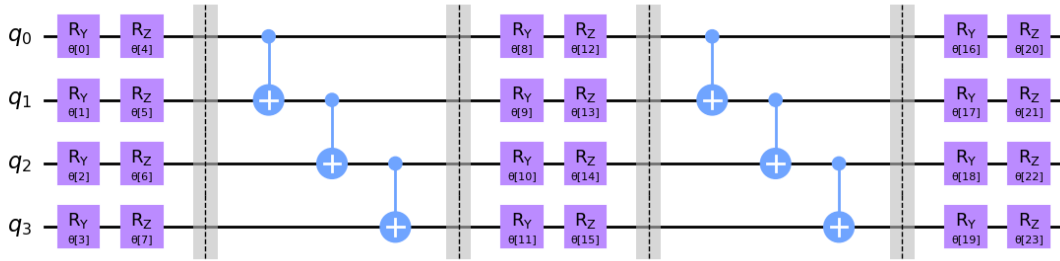 q0 RY θ[0] RZ θ[4] RY θ[8] RZ θ[12] RY θ[16] RZ θ[20]
q1 RY θ[1] RZ θ[5] RY θ[9] RZ θ[13] RY θ[17] RZ θ[21]
q2 RY θ[2] RZ θ[6] RY θ[10] RZ θ[14] RY θ[18] RZ θ[22]
q3 RY θ[3] RZ θ[7] RY θ[11] RZ θ[15] RY θ[19] RZ θ[23]